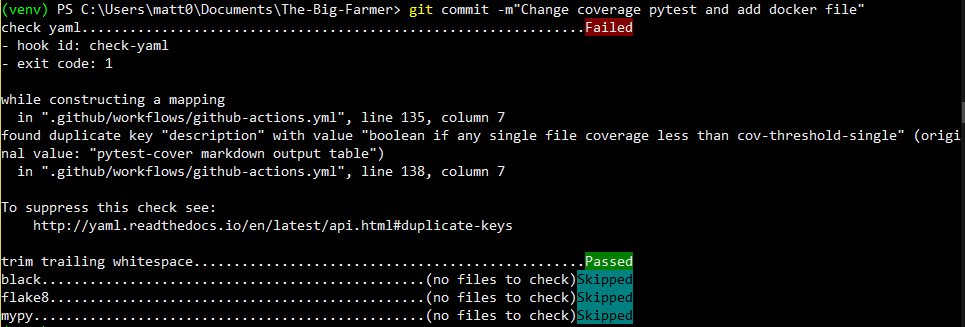 (venv) PS C:\Users\matt0\Documents\The-Big-Farmer> git commit -m"Change coverage pytest and add docker file"
check yaml...............................................................Failed
- hook id: check-yaml
- exit code: 1

while constructing a mapping
  in ".github/workflows/github-actions.yml", line 135, column 7
found duplicate key "description" with value "boolean if any single file coverage less than cov-threshold-single" (origi
nal value: "pytest-cover markdown output table")
  in ".github/workflows/github-actions.yml", line 138, column 7

To suppress this check see:
    http://yaml.readthedocs.io/en/latest/api.html#duplicate-keys

trim trailing whitespace.................................................Passed
black................................................(no files to check)Skipped
flake8...............................................(no files to check)Skipped
mypy.................................................(no files to check)Skipped